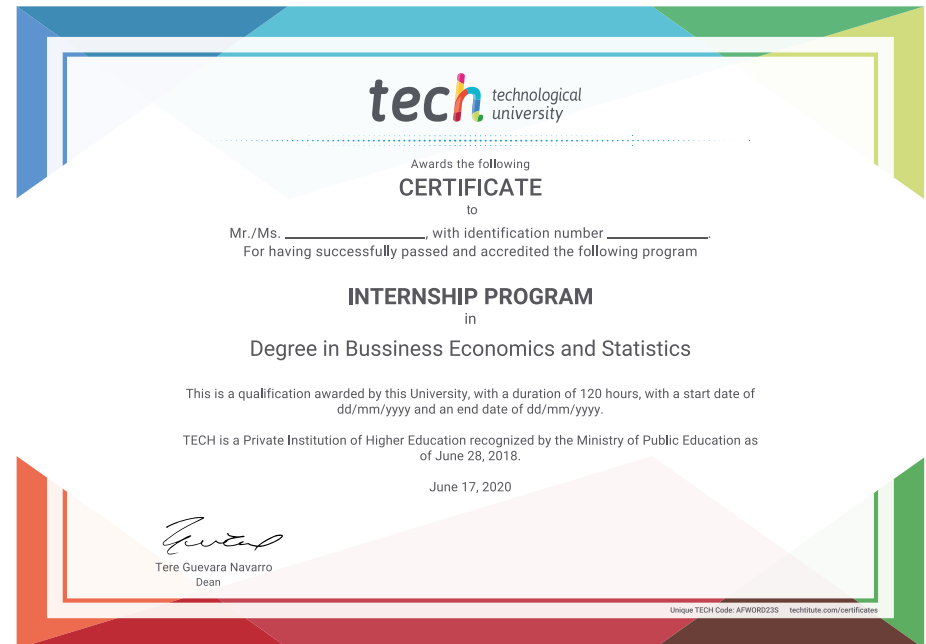 tech technological
university
Awards the following
CERTIFICATE
to
Mr./Ms. ____________________, with identification number ______________.
For having successfully passed and accredited the following program
INTERNSHIP PROGRAM
in
Degree in Bussiness Economics and Statistics
This is a qualification awarded by this University, with a duration of 120 hours, with a start date of
dd/mm/yyyy and an end date of dd/mm/yyyy.
TECH is a Private Institution of Higher Education recognized by the Ministry of Public Education as
of June 28, 2018.
June 17, 2020
Tere Guevara Navarro
Dean
Unique TECH Code: AFWORD23S techtitute.com/certificates